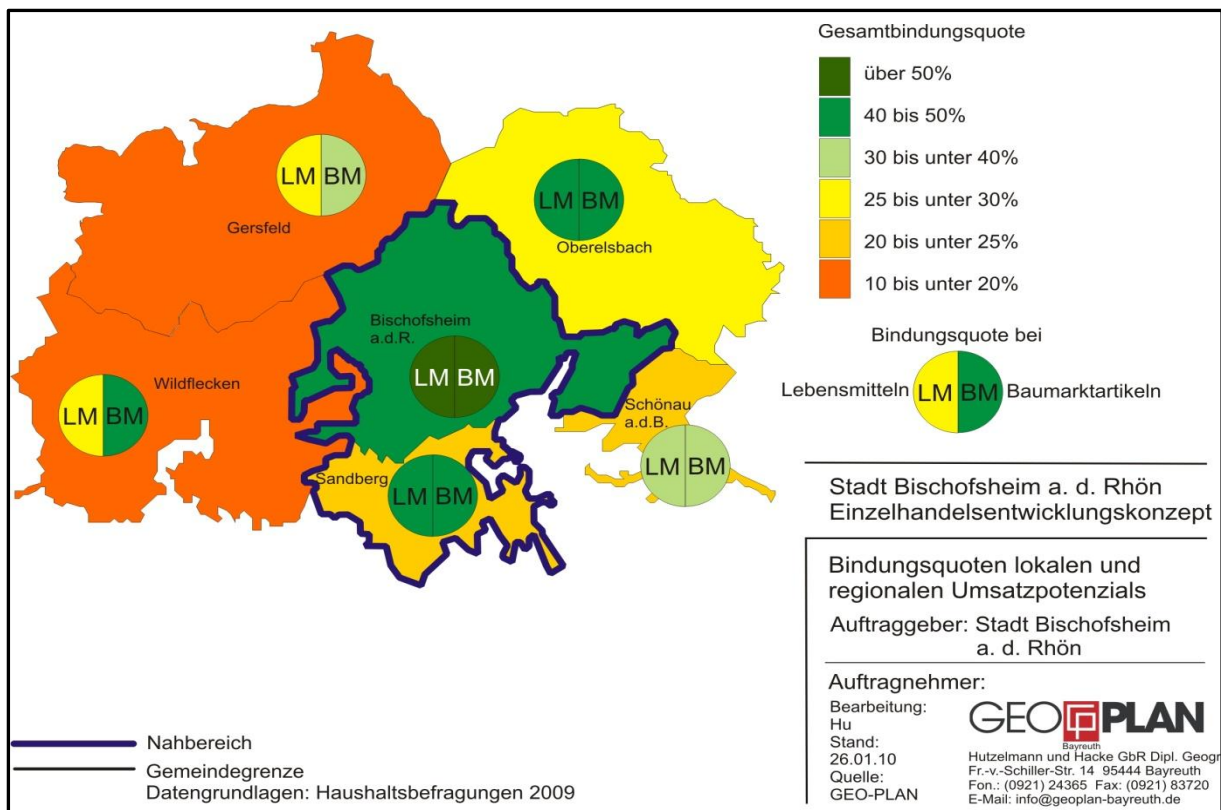 Gesamtbindungsquote
über 50%
40 bis 50%
30 bis unter 40%
25 bis unter 30%
20 bis unter 25%
10 bis unter 20%
Bindungsquote bei
Lebensmitteln LM BM Baumarktartikeln
LM BM
Gersfeld
LM BM
Oberelsbach
Bischofsheim
a.d.R.
LM BM
Wildflecken
LM BM
Schönau
a.d.B.
LM BM
Sandberg
LM BM
Stadt Bischofsheim a. d. Rhön
Einzelhandelsentwicklungskonzept
Bindungsquoten lokalen und
regionalen Umsatzpotenzials
Auftraggeber: Stadt Bischofsheim
a. d. Rhön
Auftragnehmer:
Bearbeitung:
Hu
Stand:
26.01.10
Quelle:
GEO-PLAN
GEO PLAN
Bayreuth
Hutzelmann und Hacke GbR Dipl. Geogr
Fr.-v.-Schiller-Str. 14 95444 Bayreuth
Fon.: (0921) 24365 Fax: (0921) 83720
E-Mail: info@geoplan-bayreuth.de
Nahbereich
Gemeindegrenze
Datengrundlagen: Haushaltsbefragungen 2009